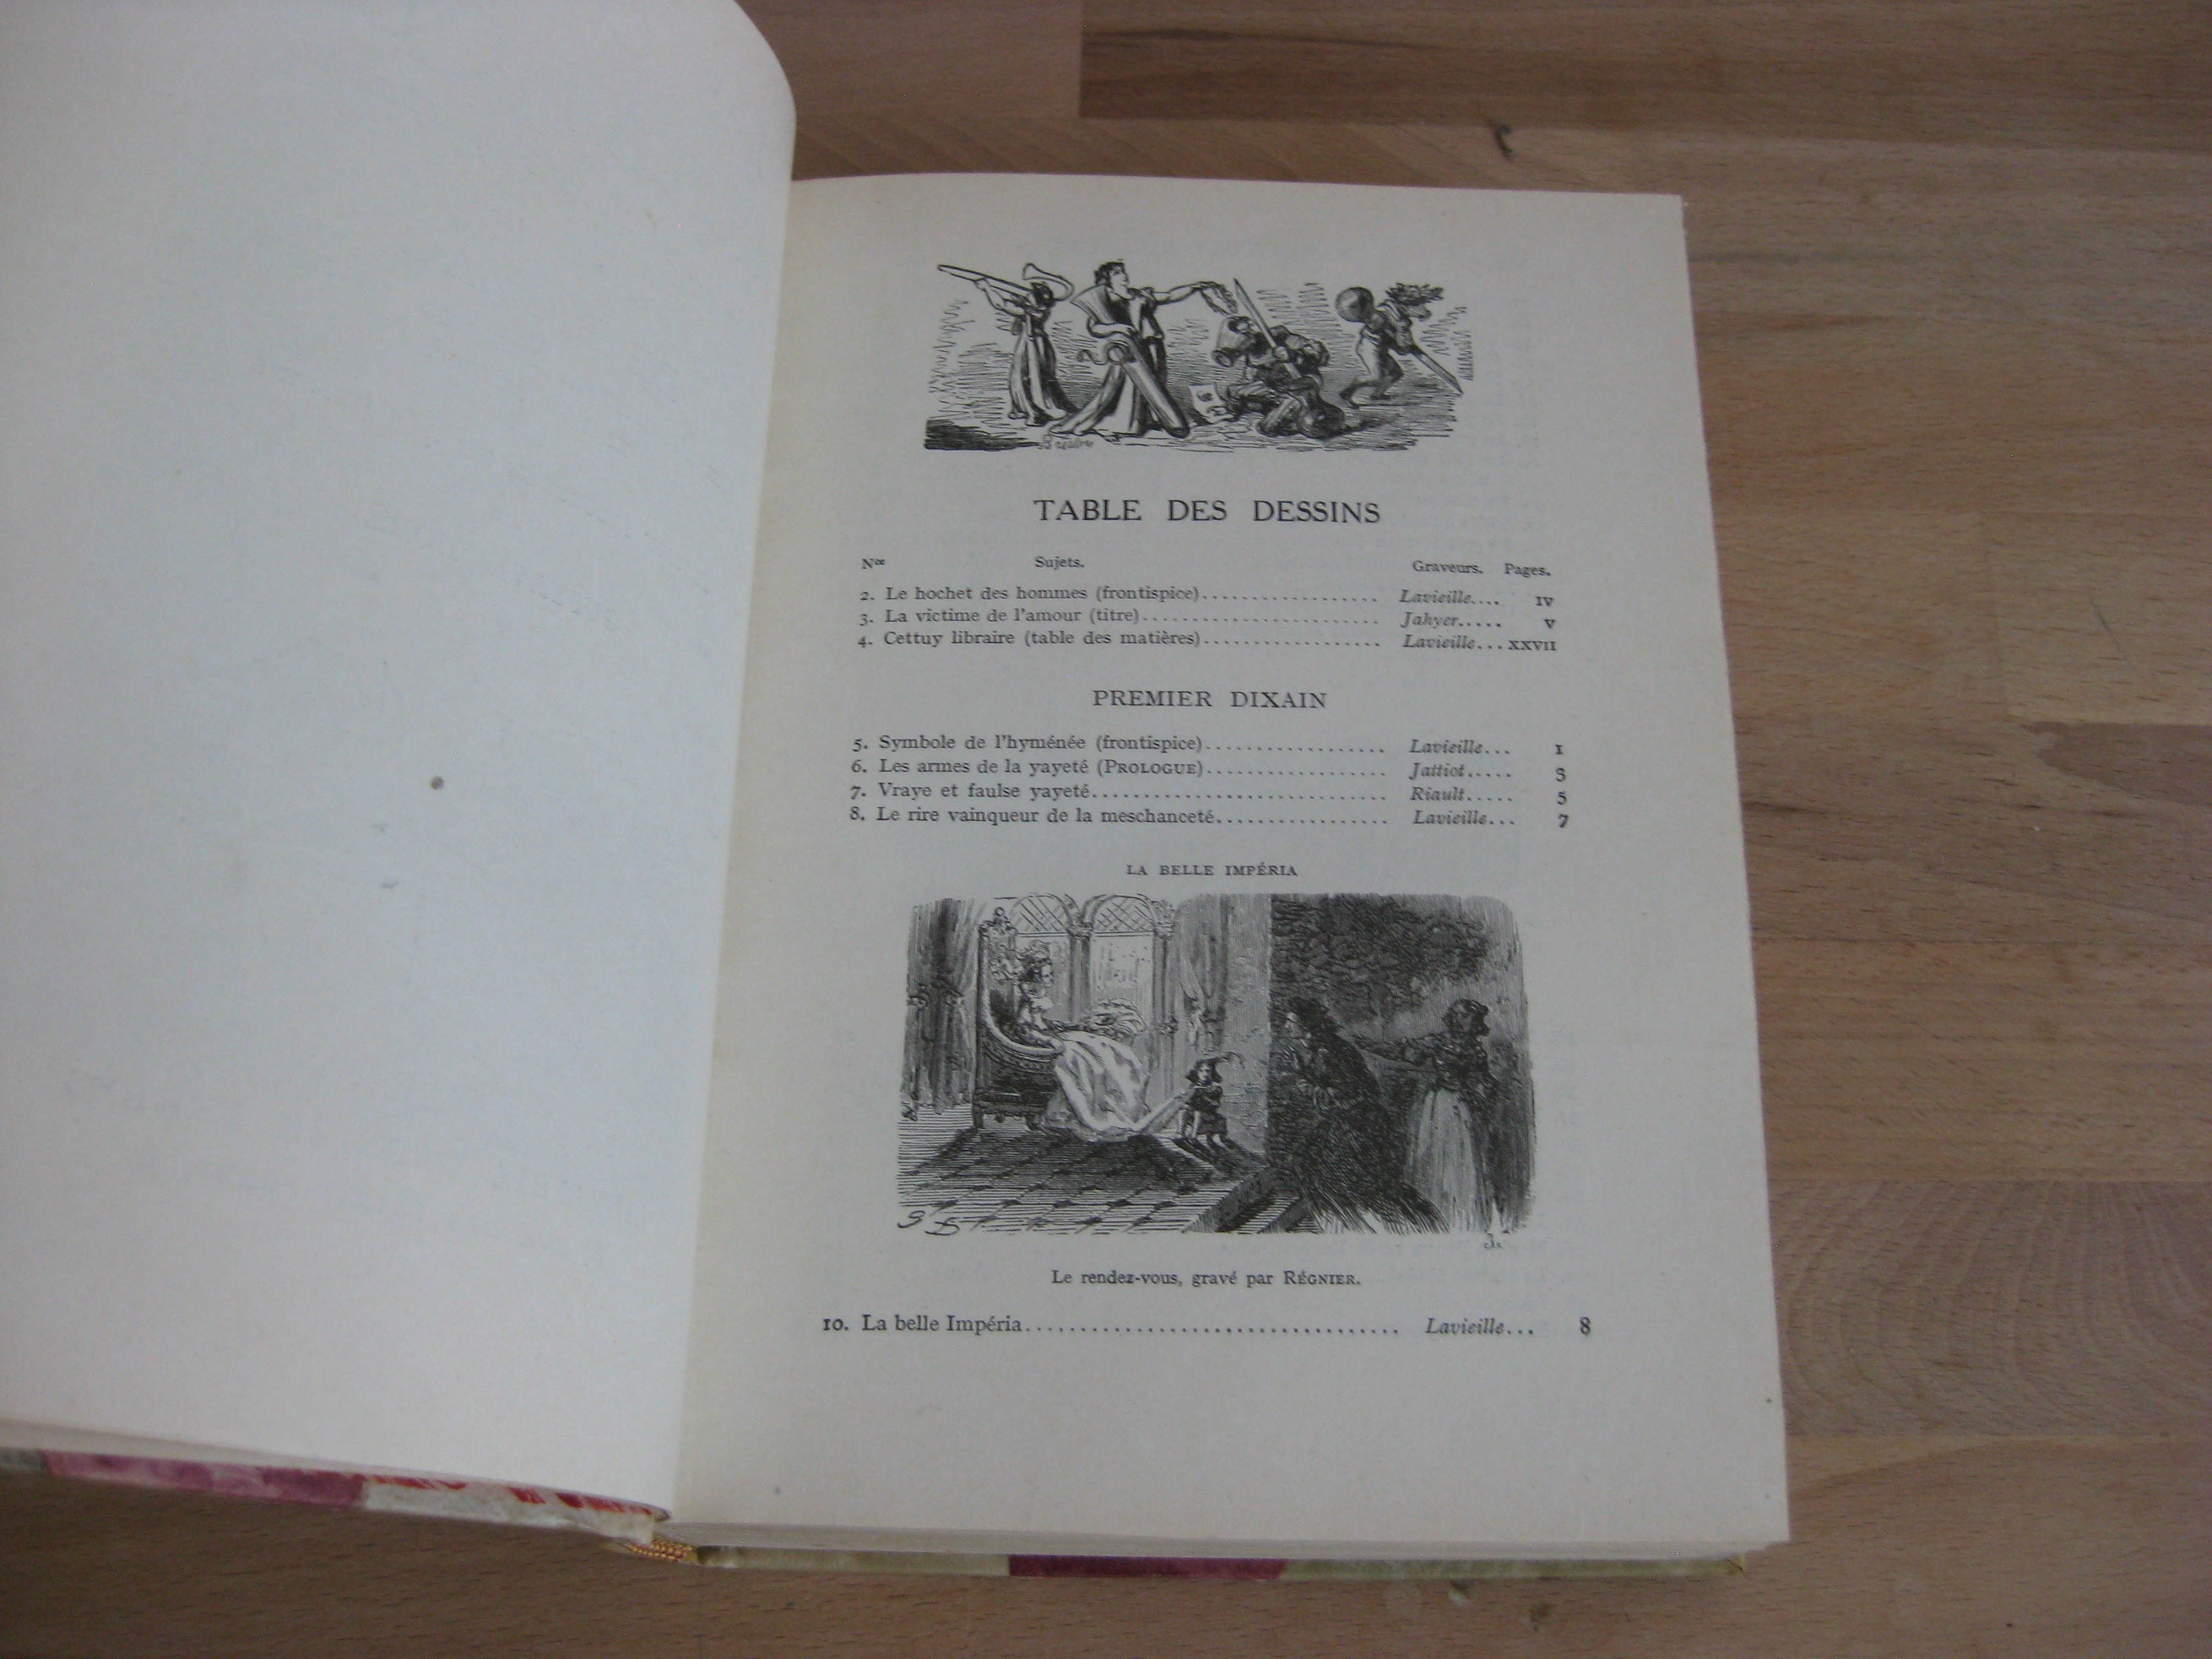 TABLE DES DESSINS
Nos Sujets. Graveurs. Pages.
2. Le hochet des hommes (frontispice).................. Lavieille.... IV
3. La victime de l'amour (titre)........................ Jahyer..... V
4. Cettuy libraire (table des matières).................. Lavieille... XXVII
PREMIER DIXAIN
5. Symbole de l'hyménée (frontispice).................. Lavieille... 1
6. Les armes de la yayeté (PROLOGUE).................. Jattiot..... 3
7. Vraye et faulse yayeté............................ Riault..... 5
8. Le rire vainqueur de la meschanceté................. Lavieille... 7
LA BELLE IMPÉRIA
GD
Le rendez-vous, gravé par RÉGNIER.
10. La belle Impéria.................................. Lavieille... 8